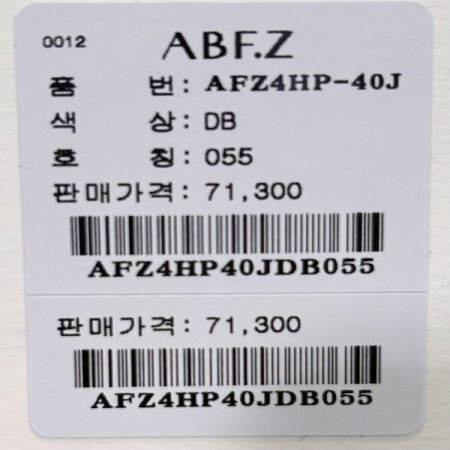 0012 ABF.Z
품 번: AFZ4HP-40J
색 상: DB
호 칭: 055
판매가격: 71,300
AFZ4HP40JDB055
판매가격: 71,300
AFZ4HP40JDB055